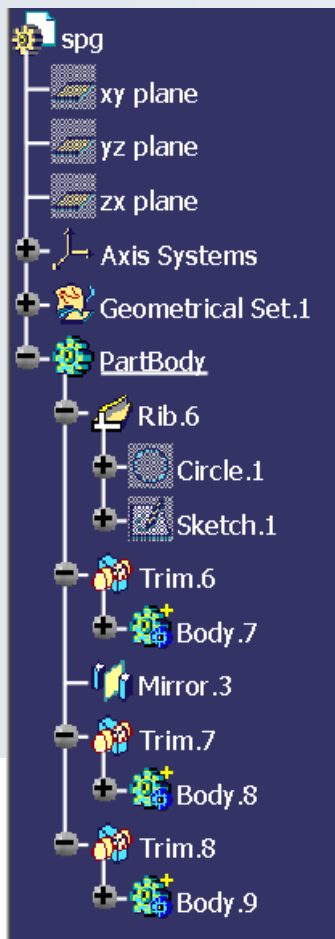 spg
xy plane
yz plane
zx plane
Axis Systems
Geometrical Set.1
PartBody
Rib.6
Circle.1
Sketch.1
Trim.6
Body.7
Mirror.3
Trim.7
Body.8
Trim.8
Body.9